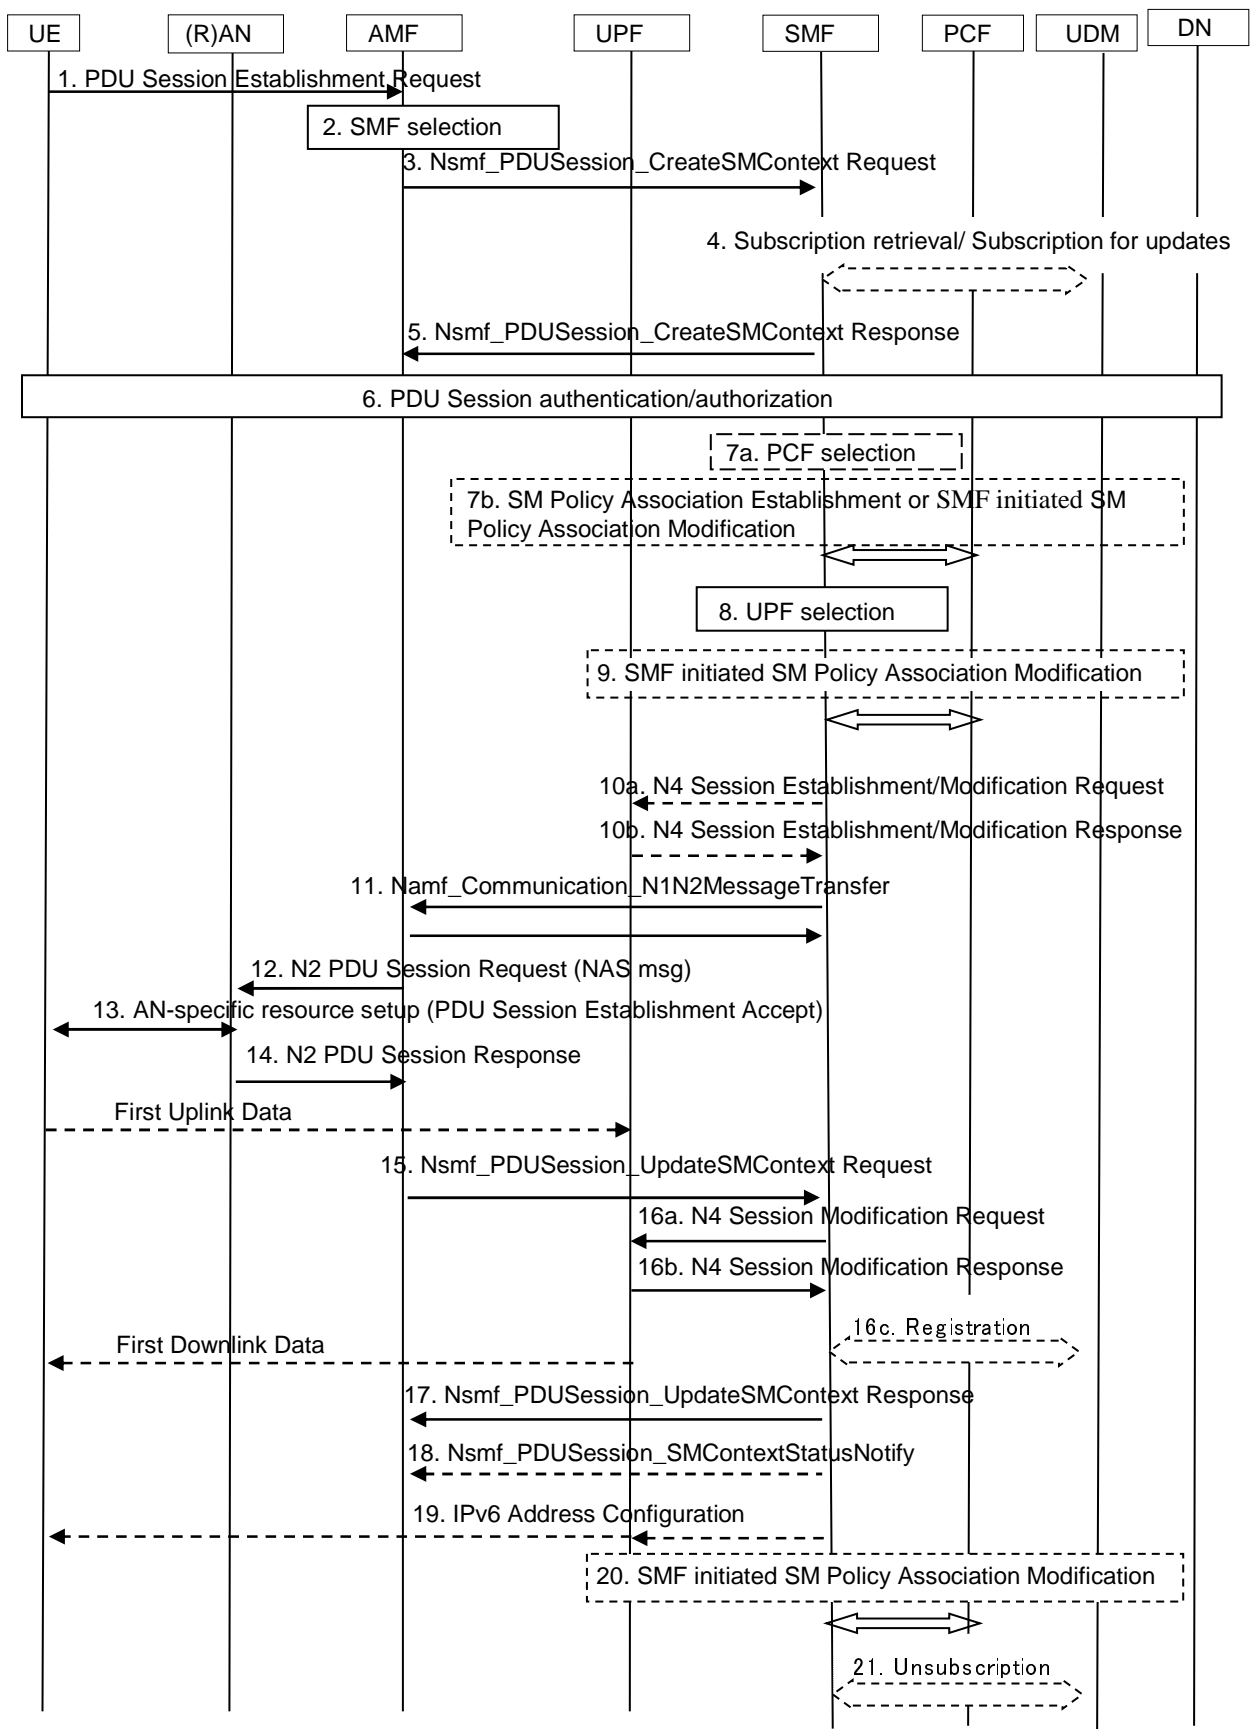 UE (R)AN AMF UPF SMF PCF UDM DN
1. PDU Session Establishment Request
2. SMF selection
3. Nsmf_PDUSession_CreateSMContext Request
4. Subscription retrieval/ Subscription for updates
5. Nsmf_PDUSession_CreateSMContext Response
6. PDU Session authentication/authorization
7a. PCF selection
7b. SM Policy Association Establishment or SMF initiated SM
Policy Association Modification
8. UPF selection
9. SMF initiated SM Policy Association Modification
10a. N4 Session Establishment/Modification Request
10b. N4 Session Establishment/Modification Response
11. Namf_Communication_N1N2MessageTransfer
12. N2 PDU Session Request (NAS msg)
13. AN-specific resource setup (PDU Session Establishment Accept)
14. N2 PDU Session Response
First Uplink Data
15. Nsmf_PDUSession_UpdateSMContext Request
16a. N4 Session Modification Request
16b. N4 Session Modification Response
16c. Registration
First Downlink Data
17. Nsmf_PDUSession_UpdateSMContext Response
18. Nsmf_PDUSession_SMContextStatusNotify
19. IPv6 Address Configuration
20. SMF initiated SM Policy Association Modification
21. Unsubscription